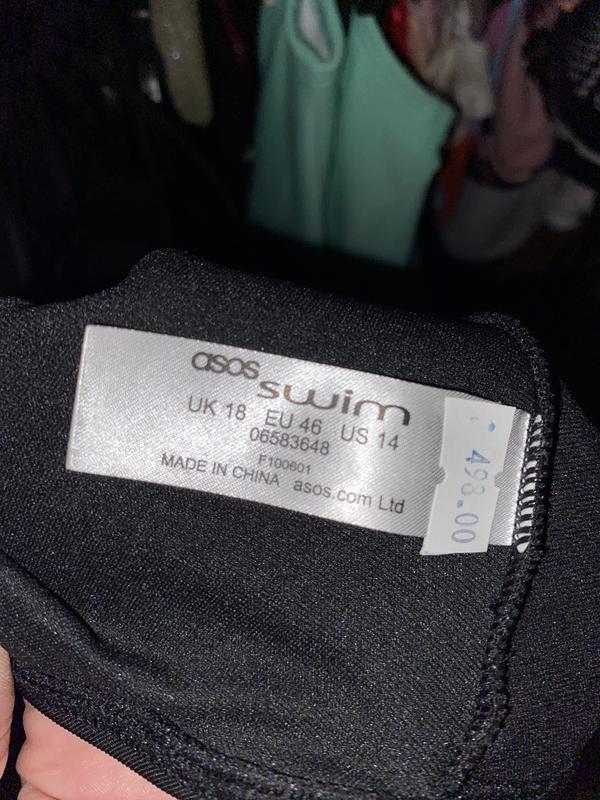 asos swim
UK 18 EU 46 US 14
06583648
F100601
MADE IN CHINA asos.com Ltd
498.00